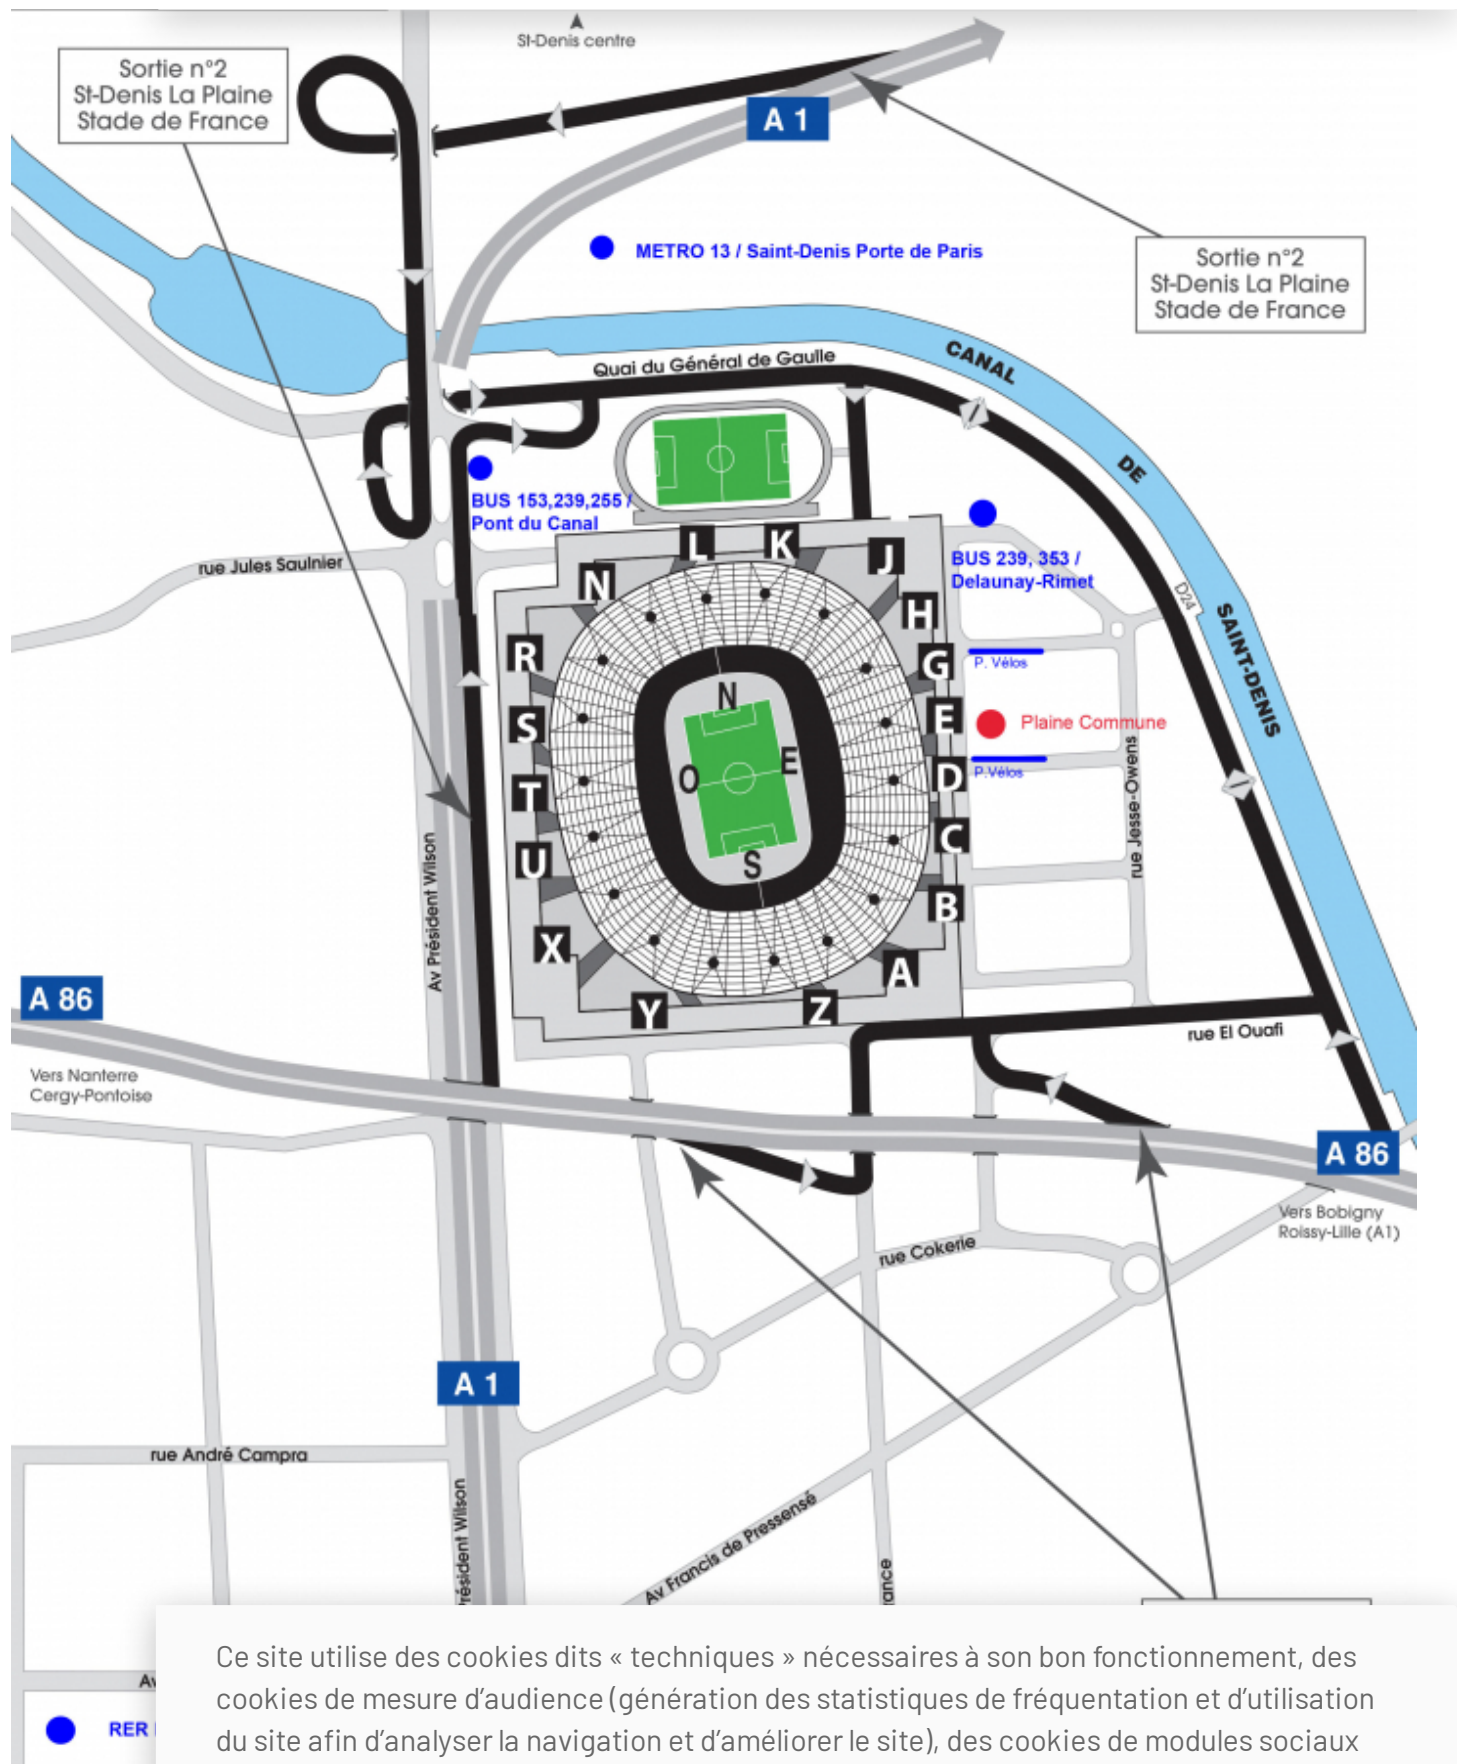 St-Denis centre
Sortie n°2
St-Denis La Plaine
Stade de France
A 1
METRO 13 / Saint-Denis Porte de Paris
Sortie n°2
St-Denis La Plaine
Stade de France
CANAL
DE
SAINT-DENIS
Quai du Général de Gaulle
BUS 153,239,255 /
Pont du Canal
rue Jules Saulnier
BUS 239, 353 /
Delaunay-Rimet
D24
L
K
J
N
H
R
G
P. Vélos
N
S
E
Plaine Commune
O
E
T
D
P.Vélos
rue Jesse-Owens
U
C
S
B
X
A
Y
Z
Av Président Wilson
A 86
Vers Nanterre
Cergy-Pontoise
rue El Ouafi
A 86
Vers Bobigny
Roissy-Lille (A1)
rue Cokerie
A 1
rue André Campra
Av Francis de Pressensé
RER
Ce site utilise des cookies dits « techniques » nécessaires à son bon fonctionnement, des
cookies de mesure d’audience (génération des statistiques de fréquentation et d’utilisation
du site afin d’analyser la navigation et d’améliorer le site), des cookies de modules sociaux